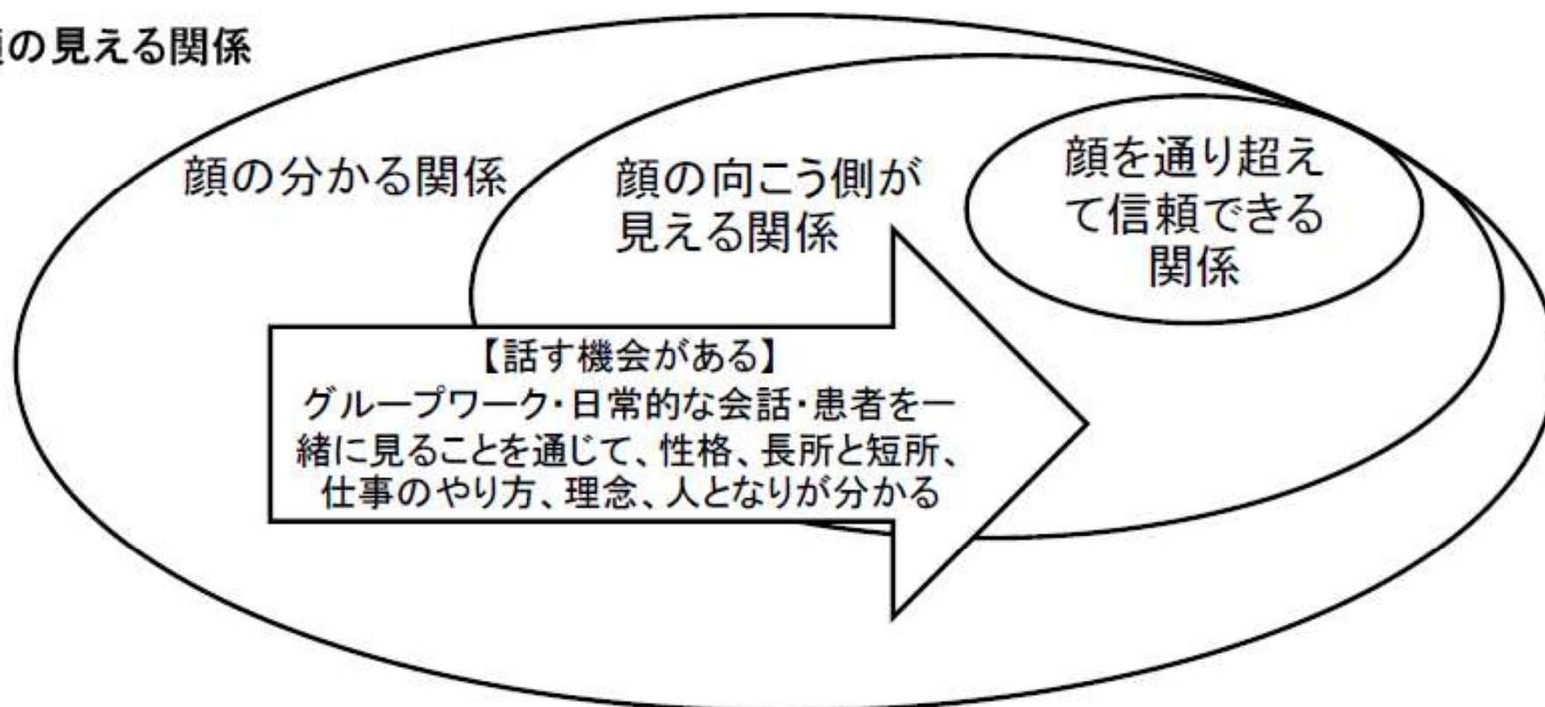 の見える関係
顔の分かる関係
顔の向こう側が
見える関係
顔を通り超え
て信頼できる
関係
【話す機会がある】
グループワーク・日常的な会話・患者を一
緒に見ることを通じて、性格、長所と短所、
仕事のやり方、理念、人となりが分かる